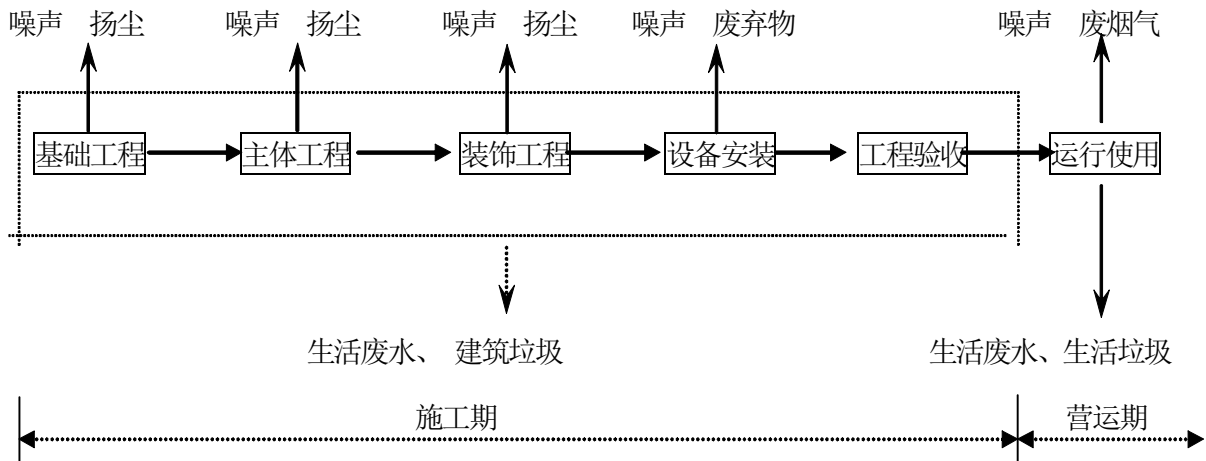 噪声 扬尘 噪声 扬尘 噪声 扬尘 噪声 废弃物 噪声 废烟气
基础工程 主体工程 装饰工程 设备安装 工程验收 运行使用
生活废水、 建筑垃圾 生活废水、生活垃圾
施工期 营运期